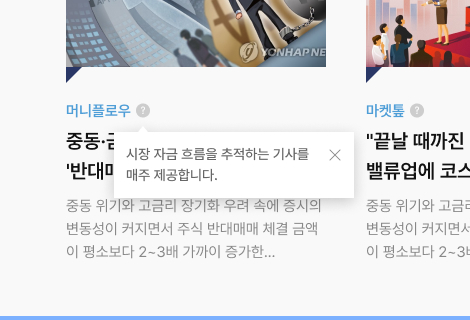 YONHAP NE
머니플로우 ?
마켓톺 ?
중동·
"끝날 때까진
시장 자금 흐름을 추적하는 기사를
매주 제공합니다.
'반대
밸류업에 코스
중동 위기와 고금리 장기화 우려 속에 증시의
변동성이 커지면서 주식 반대매매 체결 금액
이 평소보다 2~3배 가까이 증가한...
중동 위기와 고금
변동성이 커지면서
이 평소보다 2~3배